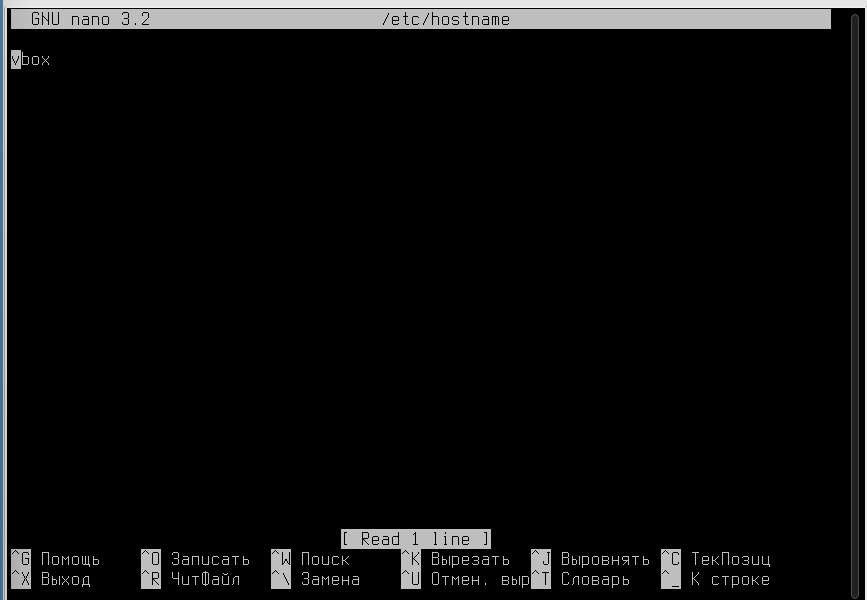 GNU nano 3.2 /etc/hostname
vbox
[ Read 1 line ]
^G Помощь ^O Записать ^W Поиск ^K Вырезать ^J Выровнять ^C ТекПозиц
^X Выход ^R ЧитФайл ^\ Замена ^U Отмен. выр ^T Словарь ^_ К строке